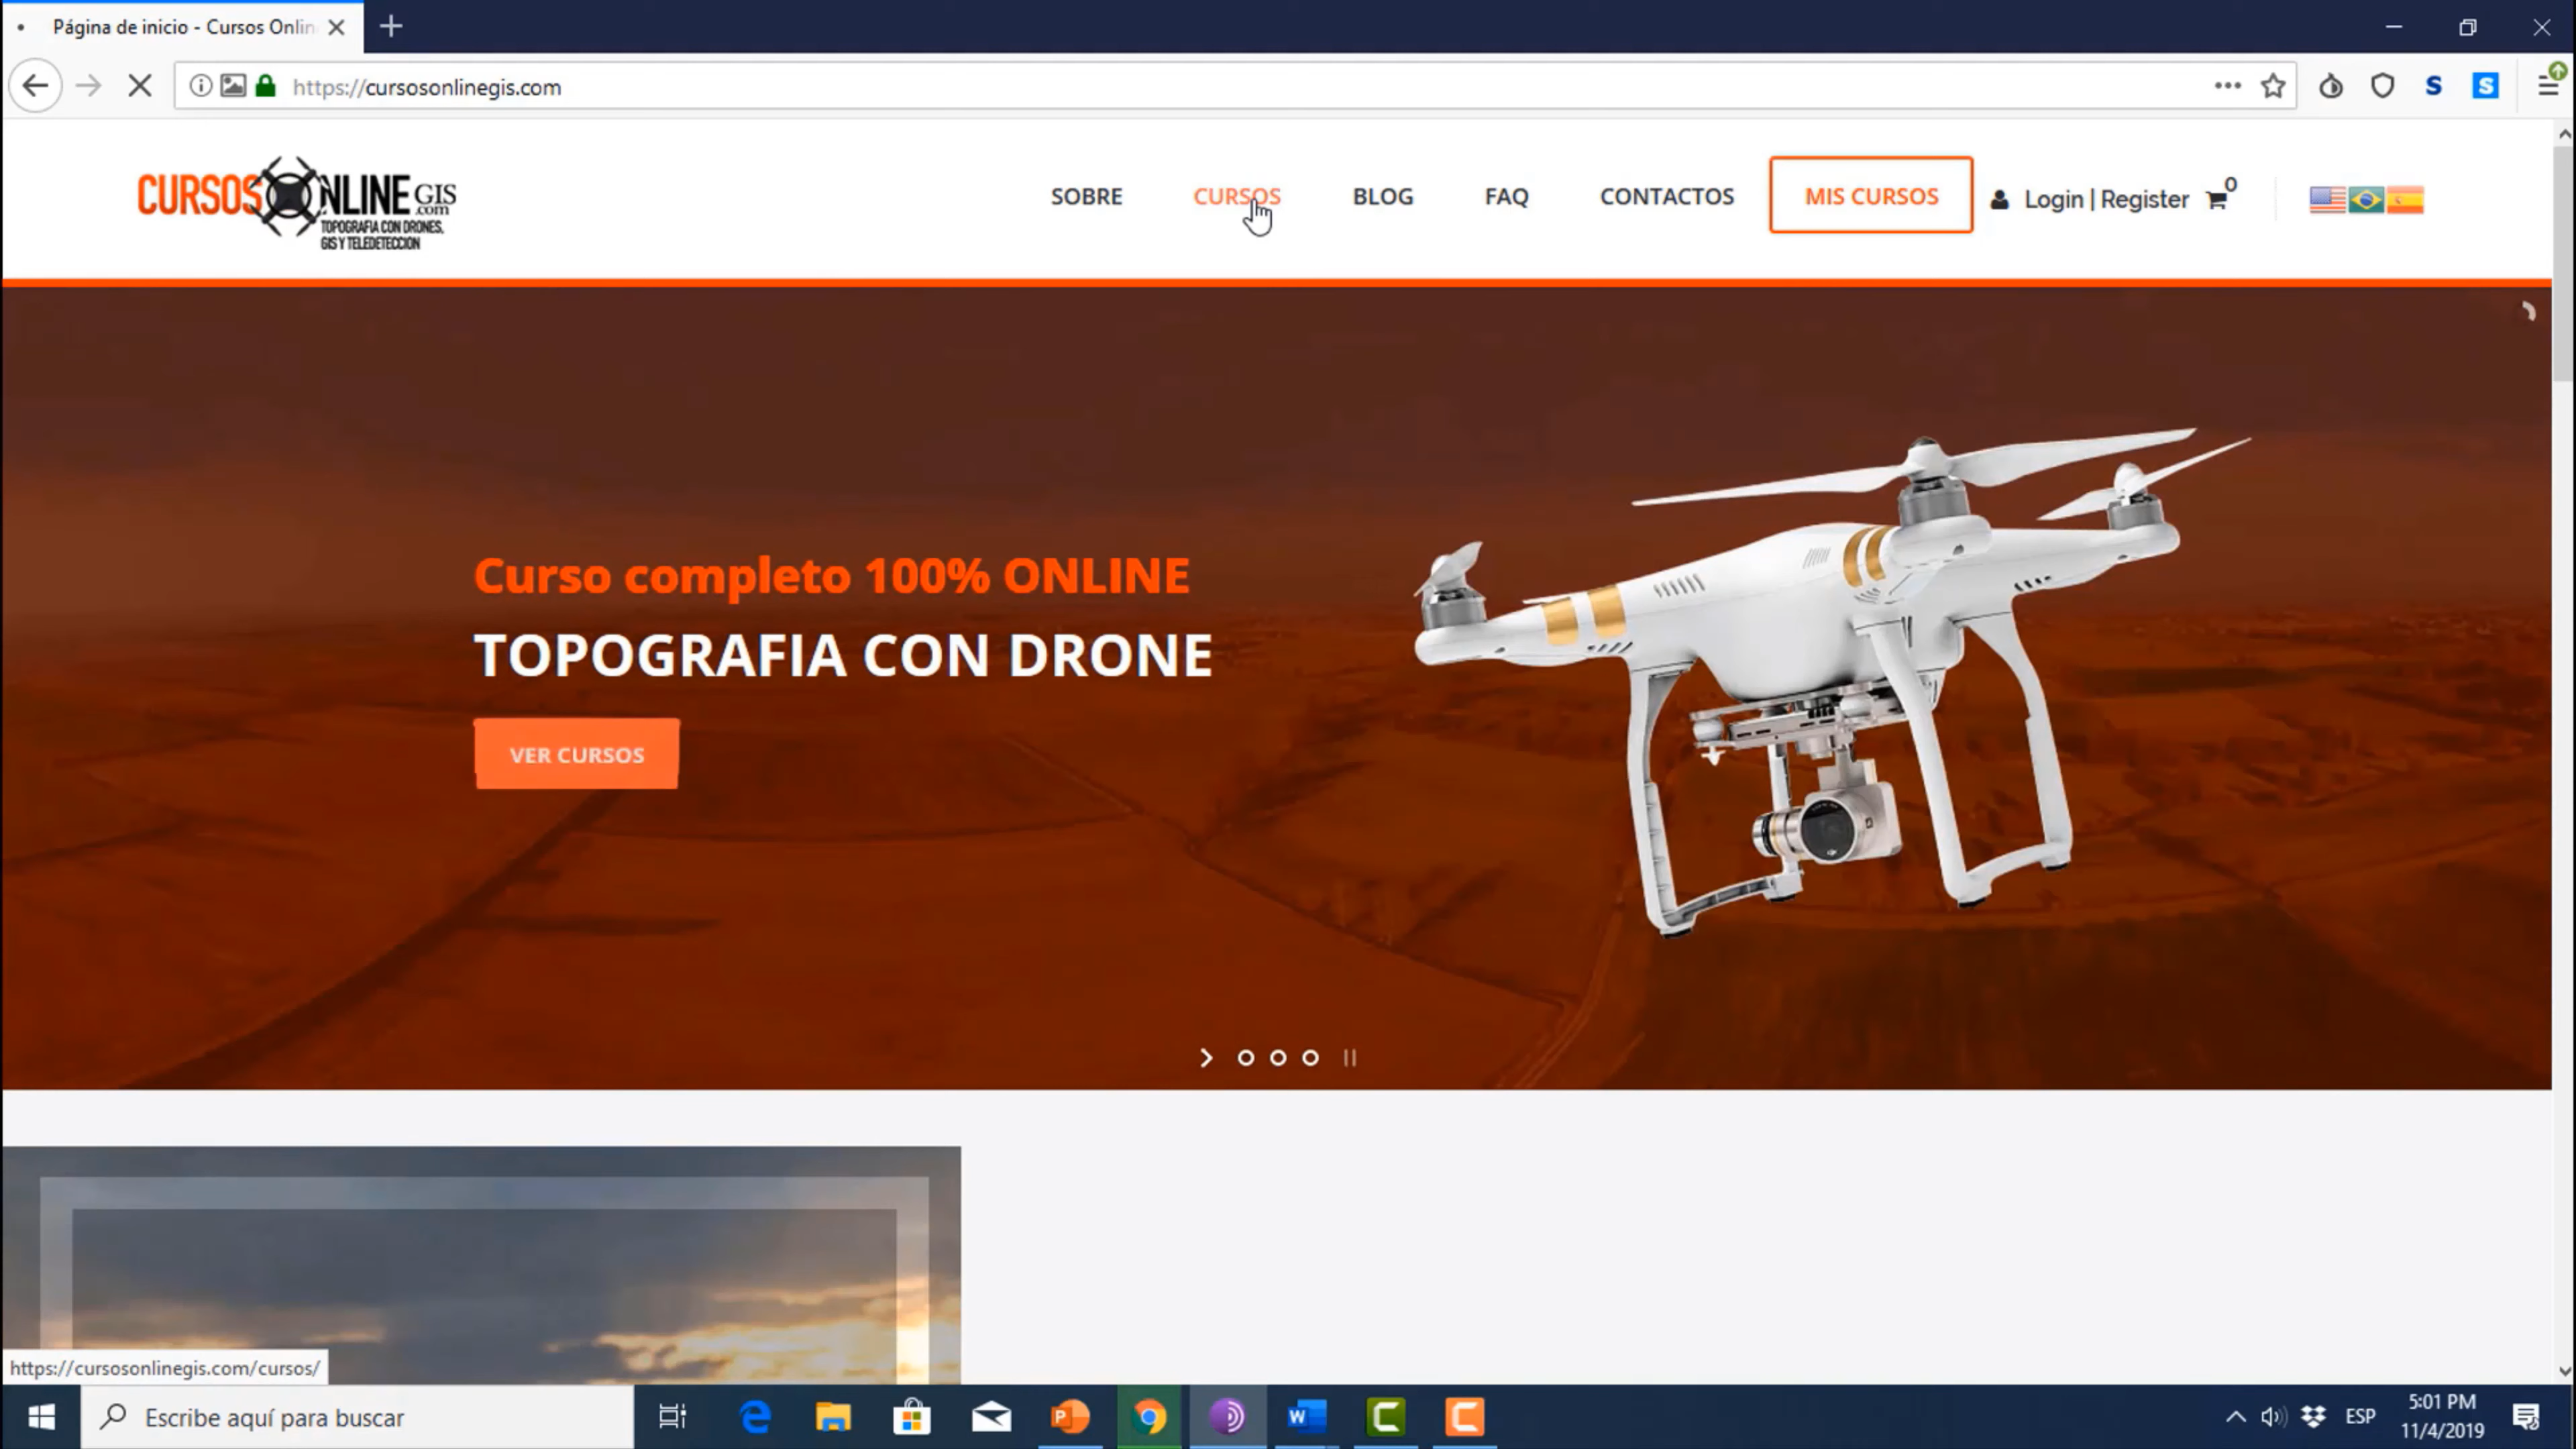 Página de inicio - Cursos Onlin
https://cursosonlinegis.com
CURSOS ONLINE GIS
.com
TOPOGRAFIA CON DRONES,
GIS Y TELEDETECCION
SOBRE
CURSOS
BLOG
FAQ
CONTACTOS
MIS CURSOS
Login | Register
0
Curso completo 100% ONLINE
TOPOGRAFIA CON DRONE
VER CURSOS
https://cursosonlinegis.com/cursos/
Escribe aquí para buscar
ESP
5:01 PM
11/4/2019